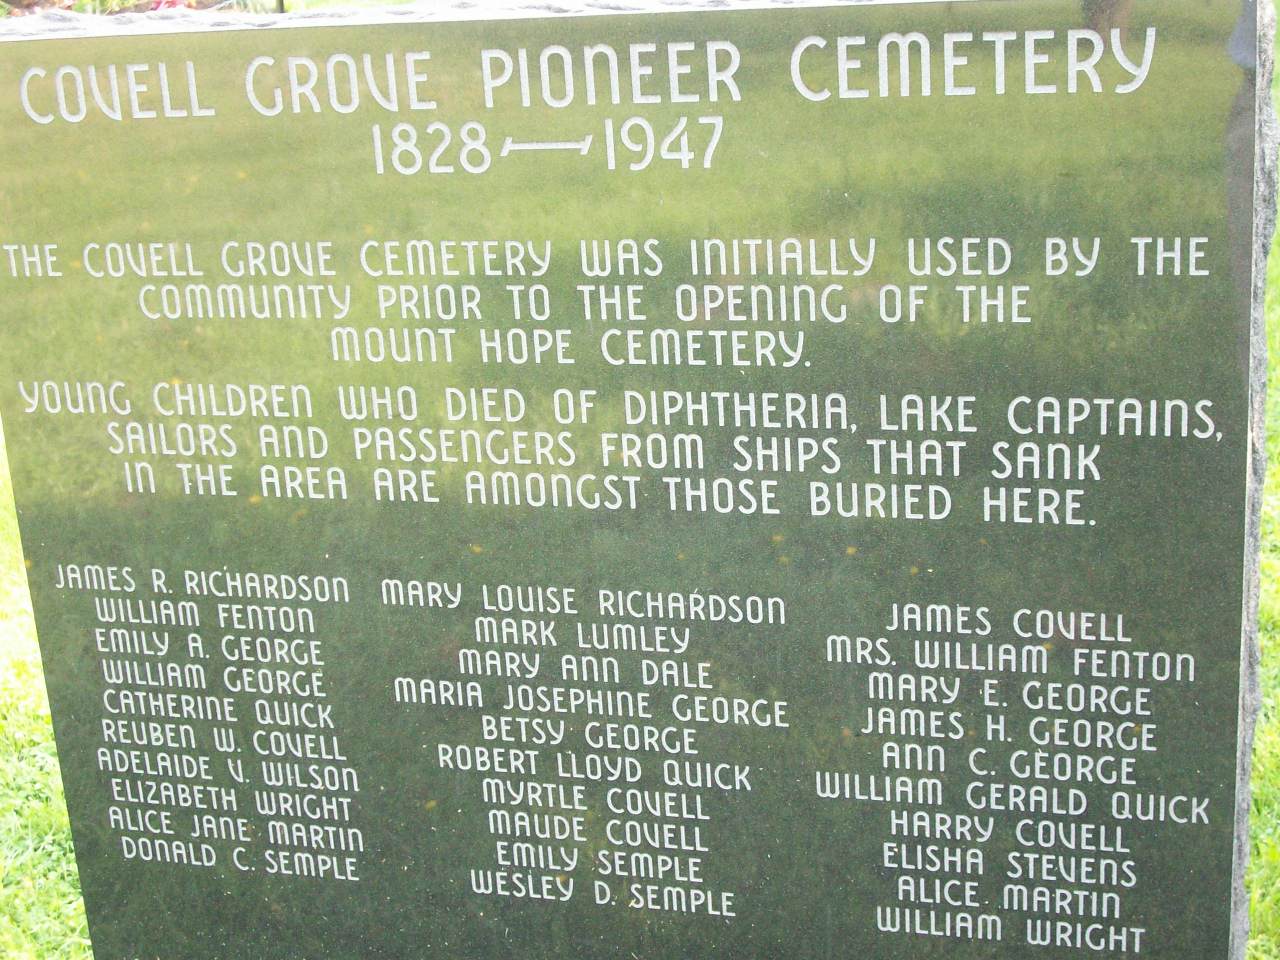 COVELL GROVE PIONEER CEMETERY
1828 — 1947
THE COVELL GROVE CEMETERY WAS INITIALLY USED BY THE
COMMUNITY PRIOR TO THE OPENING OF THE
MOUNT HOPE CEMETERY.
YOUNG CHILDREN WHO DIED OF DIPHTHERIA, LAKE CAPTAINS,
SAILORS AND PASSENGERS FROM SHIPS THAT SANK
IN THE AREA ARE AMONGST THOSE BURIED HERE.
JAMES R. RICHARDSON
WILLIAM FENTON
EMILY A. GEORGE
WILLIAM GEORGE
CATHERINE QUICK
REUBEN W. COVELL
ADELAIDE V. WILSON
ELIZABETH WRIGHT
ALICE JANE MARTIN
DONALD C. SEMPLE
MARY LOUISE RICHARDSON
MARK LUMLEY
MARY ANN DALE
MARIA JOSEPHINE GEORGE
BETSY GEORGE
ROBERT LLOYD QUICK
MYRTLE COVELL
MAUDE COVELL
EMILY SEMPLE
WESLEY D. SEMPLE
JAMES COVELL
MRS. WILLIAM FENTON
MARY E. GEORGE
JAMES H. GEORGE
ANN C. GEORGE
WILLIAM GERALD QUICK
HARRY COVELL
ELISHA STEVENS
ALICE MARTIN
WILLIAM WRIGHT